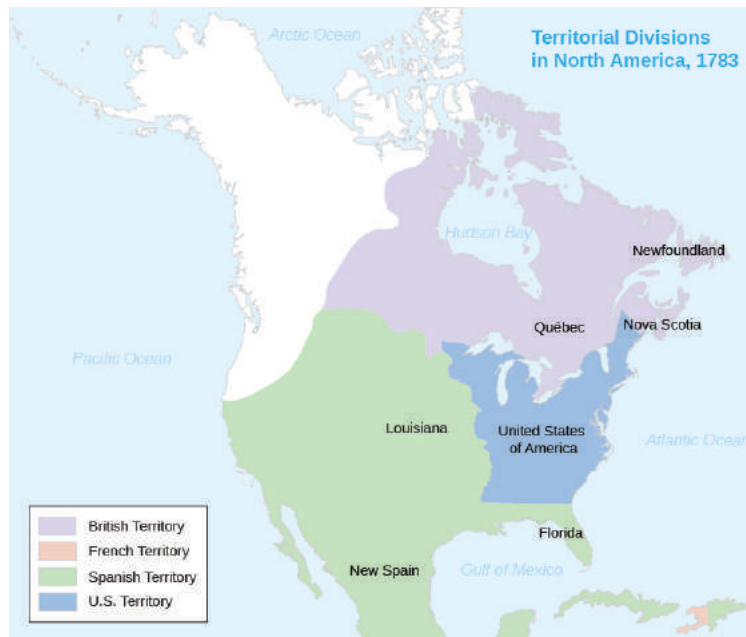 Arctic Ocean
Territorial Divisions
in North America, 1783
Hudson Bay
Newfoundland
Québec
Nova Scotia
Pacific Ocean
Louisiana
United States
of America
Atlantic Ocean
British Territory
French Territory
Spanish Territory
U.S. Territory
Florida
New Spain
Gulf of Mexico